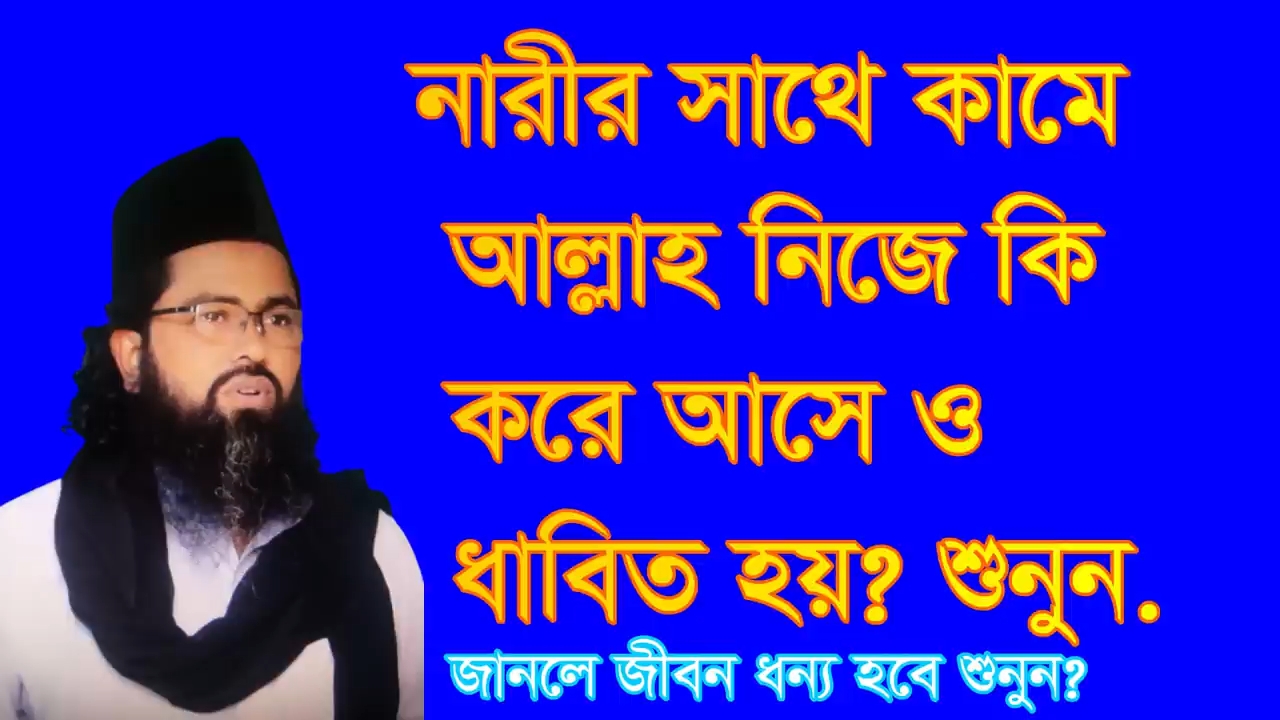 নারীর সাথে কামে
আল্লাহ নিজে কি
করে আসে ও
ধাবিত হয়? শুনুন.
জানলে জীবন ধন্য হবে শুনুন?